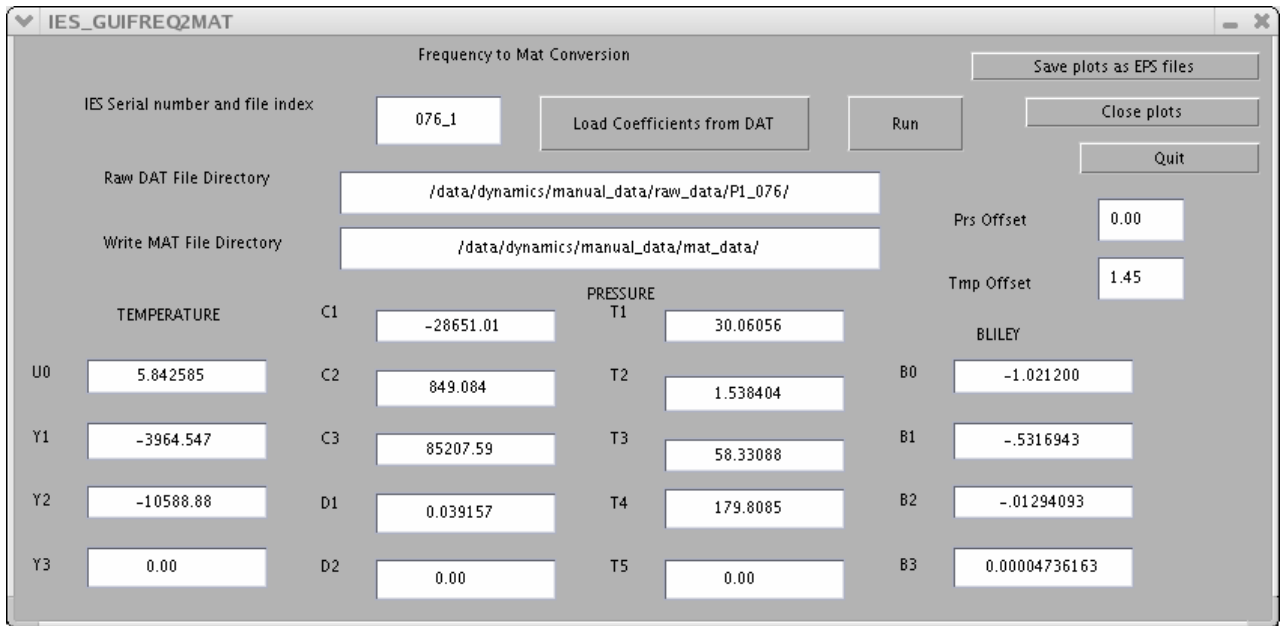 IES_GUIFREQ2MAT
Frequency to Mat Conversion
Save plots as EPS files
IES Serial number and file index 076_1 Load Coefficients from DAT Run Close plots
Quit
Raw DAT File Directory /data/dynamics/manual_data/raw_data/P1_076/
Prs Offset 0.00
Write MAT File Directory /data/dynamics/manual_data/mat_data/
Tmp Offset 1.45
PRESSURE
TEMPERATURE C1 -28651.01 T1 30.06056
BLILEY
U0 5.842585 C2 849.084 T2 1.538404 B0 -1.021200
Y1 -3964.547 C3 85207.59 T3 58.33088 B1 -.5316943
Y2 -10588.88 D1 0.039157 T4 179.8085 B2 -.01294093
Y3 0.00 D2 0.00 T5 0.00 B3 0.00004736163